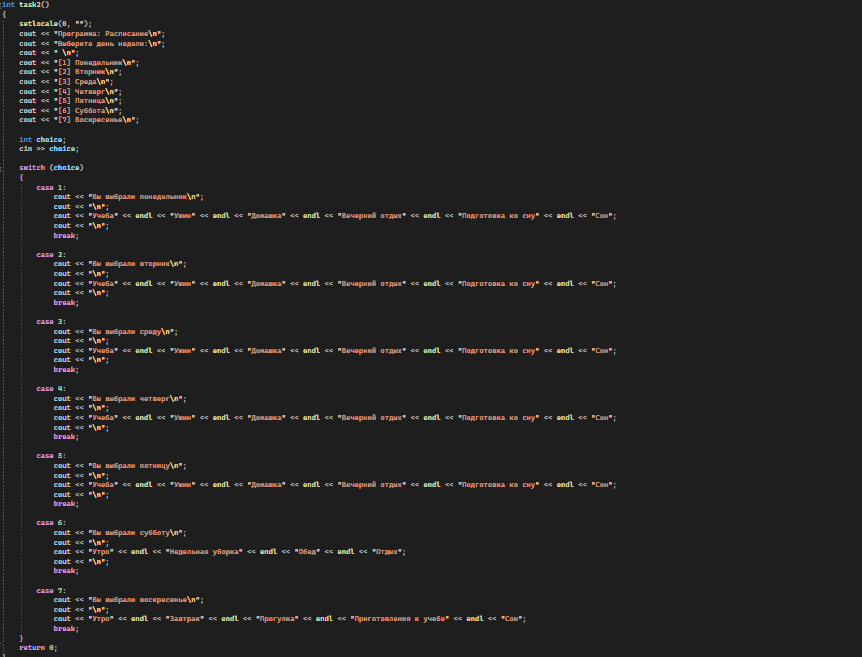 int task2()
{
setlocale(0, "");
cout << "Программа: Расписание\n";
cout << "Выберите день недели:\n";
cout << " \n";
cout << "[1] Понедельник\n";
cout << "[2] Вторник\n";
cout << "[3] Среда\n";
cout << "[4] Четверг\n";
cout << "[5] Пятница\n";
cout << "[6] Суббота\n";
cout << "[7] Воскресенье\n";
int choice;
cin >> choice;
switch (choice)
{
case 1:
cout << "Вы выбрали понедельник\n";
cout << "\n";
cout << "Учеба" << endl << "Ужин" << endl << "Домашка" << endl << "Вечерний отдых" << endl << "Подготовка ко сну" << endl << "Сон";
cout << "\n";
break;
case 2:
cout << "Вы выбрали вторник\n";
cout << "\n";
cout << "Учеба" << endl << "Ужин" << endl << "Домашка" << endl << "Вечерний отдых" << endl << "Подготовка ко сну" << endl << "Сон";
cout << "\n";
break;
case 3:
cout << "Вы выбрали среду\n";
cout << "\n";
cout << "Учеба" << endl << "Ужин" << endl << "Домашка" << endl << "Вечерний отдых" << endl << "Подготовка ко сну" << endl << "Сон";
cout << "\n";
break;
case 4:
cout << "Вы выбрали четверг\n";
cout << "\n";
cout << "Учеба" << endl << "Ужин" << endl << "Домашка" << endl << "Вечерний отдых" << endl << "Подготовка ко сну" << endl << "Сон";
cout << "\n";
break;
case 5:
cout << "Вы выбрали пятницу\n";
cout << "\n";
cout << "Учеба" << endl << "Ужин" << endl << "Домашка" << endl << "Вечерний отдых" << endl << "Подготовка ко сну" << endl << "Сон";
cout << "\n";
break;
case 6:
cout << "Вы выбрали субботу\n";
cout << "\n";
cout << "Утро" << endl << "Недельная уборка" << endl << "Обед" << endl << "Отдых";
cout << "\n";
break;
case 7:
cout << "Вы выбрали воскресенье\n";
cout << "\n";
cout << "Утро" << endl << "Завтрак" << endl << "Прогулка" << endl << "Приготовления к учебе" << endl << "Сон";
break;
}
return 0;